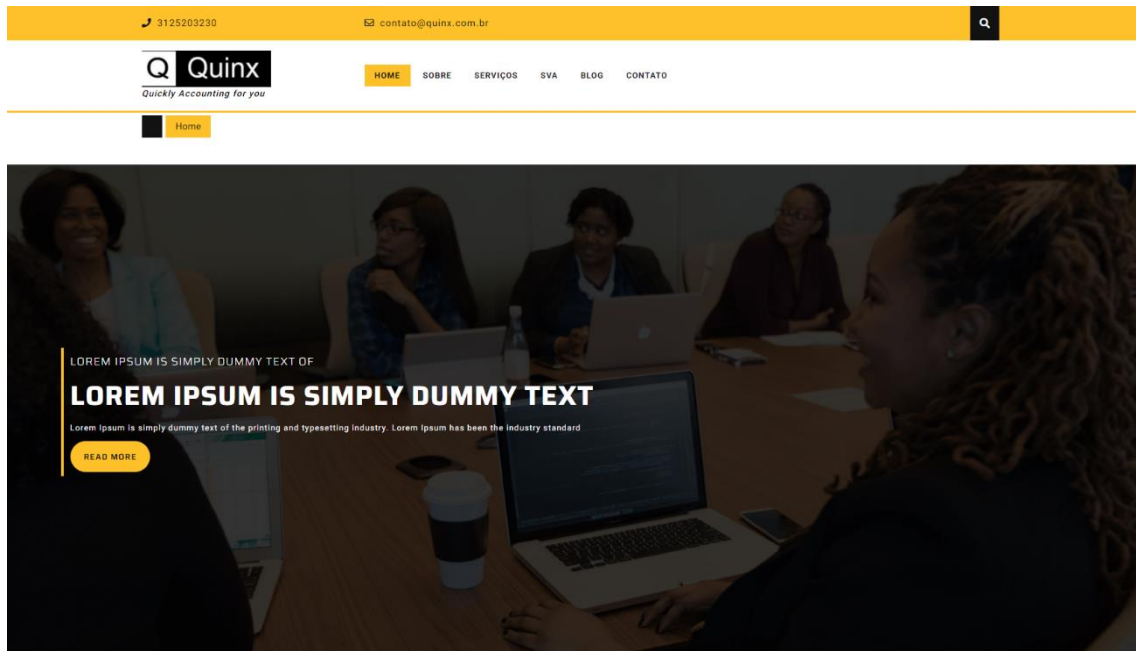 3125203230
contato@quinx.com.br
Q Quinx
Quickly Accounting for you
HOME SOBRE SERVIÇOS SVA BLOG CONTATO
Home
LOREM IPSUM IS SIMPLY DUMMY TEXT OF
LOREM IPSUM IS SIMPLY DUMMY TEXT
Lorem Ipsum is simply dummy text of the printing and typesetting industry. Lorem Ipsum has been the industry standard
READ MORE